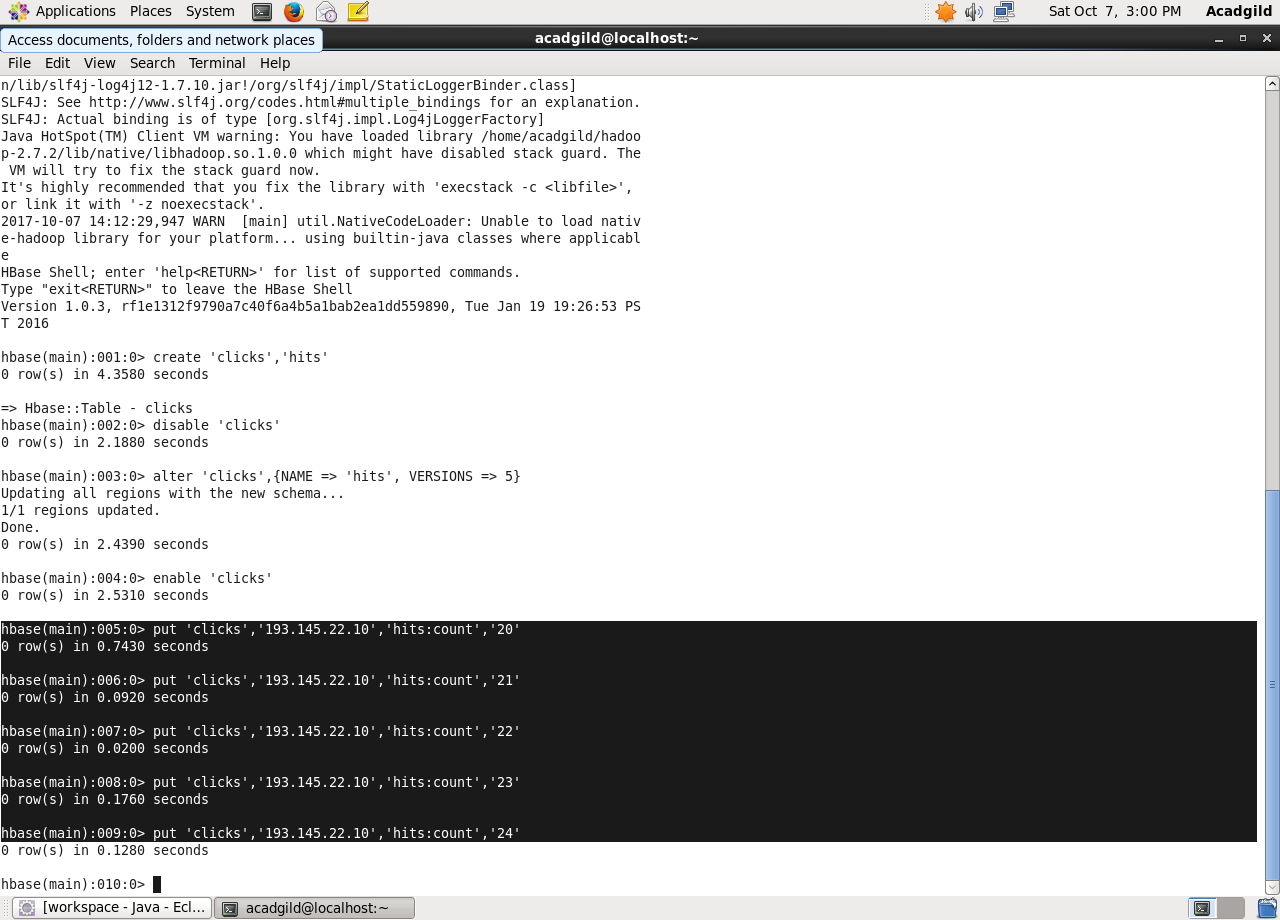 Applications Places System
Sat Oct 7, 3:00 PM Acadgild
Access documents, folders and network places
acadgild@localhost:~
File Edit View Search Terminal Help
n/lib/slf4j-log4j12-1.7.10.jar!/org/slf4j/impl/StaticLoggerBinder.class]
SLF4J: See http://www.slf4j.org/codes.html#multiple_bindings for an explanation.
SLF4J: Actual binding is of type [org.slf4j.impl.Log4jLoggerFactory]
Java HotSpot(TM) Client VM warning: You have loaded library /home/acadgild/hadoo
p-2.7.2/lib/native/libhadoop.so.1.0.0 which might have disabled stack guard. The
 VM will try to fix the stack guard now.
It's highly recommended that you fix the library with 'execstack -c <libfile>',
or link it with '-z noexecstack'.
2017-10-07 14:12:29,947 WARN  [main] util.NativeCodeLoader: Unable to load nativ
e-hadoop library for your platform... using builtin-java classes where applicabl
e
HBase Shell; enter 'help<RETURN>' for list of supported commands.
Type "exit<RETURN>" to leave the HBase Shell
Version 1.0.3, rf1e1312f9790a7c40f6a4b5a1bab2ea1dd559890, Tue Jan 19 19:26:53 PS
T 2016
hbase(main):001:0> create 'clicks','hits'
0 row(s) in 4.3580 seconds
=> Hbase::Table - clicks
hbase(main):002:0> disable 'clicks'
0 row(s) in 2.1880 seconds
hbase(main):003:0> alter 'clicks',{NAME => 'hits', VERSIONS => 5}
Updating all regions with the new schema...
1/1 regions updated.
Done.
0 row(s) in 2.4390 seconds
hbase(main):004:0> enable 'clicks'
0 row(s) in 2.5310 seconds
hbase(main):005:0> put 'clicks','193.145.22.10','hits:count','20'
0 row(s) in 0.7430 seconds
hbase(main):006:0> put 'clicks','193.145.22.10','hits:count','21'
0 row(s) in 0.0920 seconds
hbase(main):007:0> put 'clicks','193.145.22.10','hits:count','22'
0 row(s) in 0.0200 seconds
hbase(main):008:0> put 'clicks','193.145.22.10','hits:count','23'
0 row(s) in 0.1760 seconds
hbase(main):009:0> put 'clicks','193.145.22.10','hits:count','24'
0 row(s) in 0.1280 seconds
hbase(main):010:0>
[workspace - Java - Ecl... acadgild@localhost:~